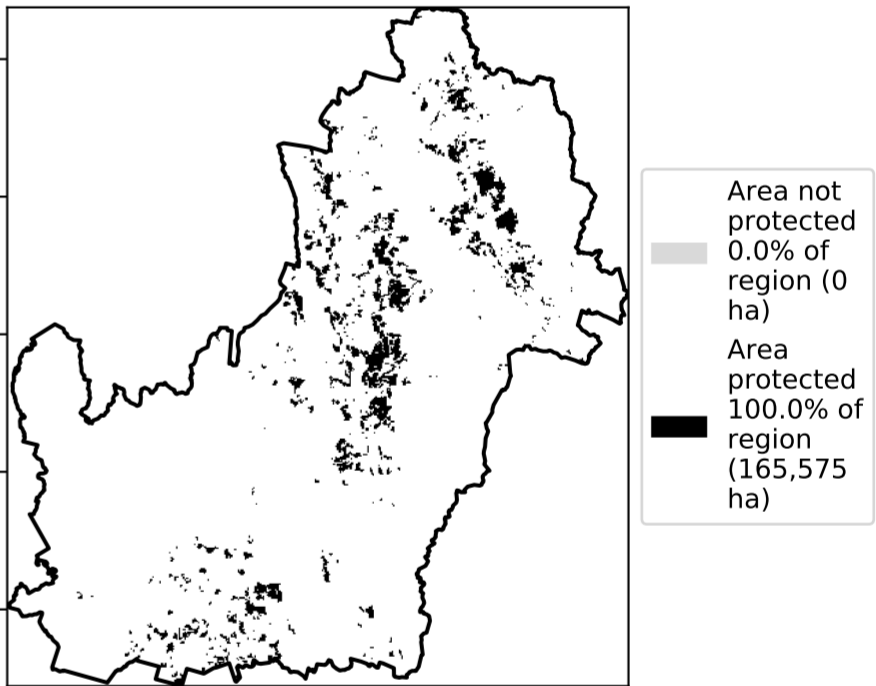 Area not
protected
0.0% of
region (0
ha)
Area
protected
100.0% of
region
(165,575
ha)